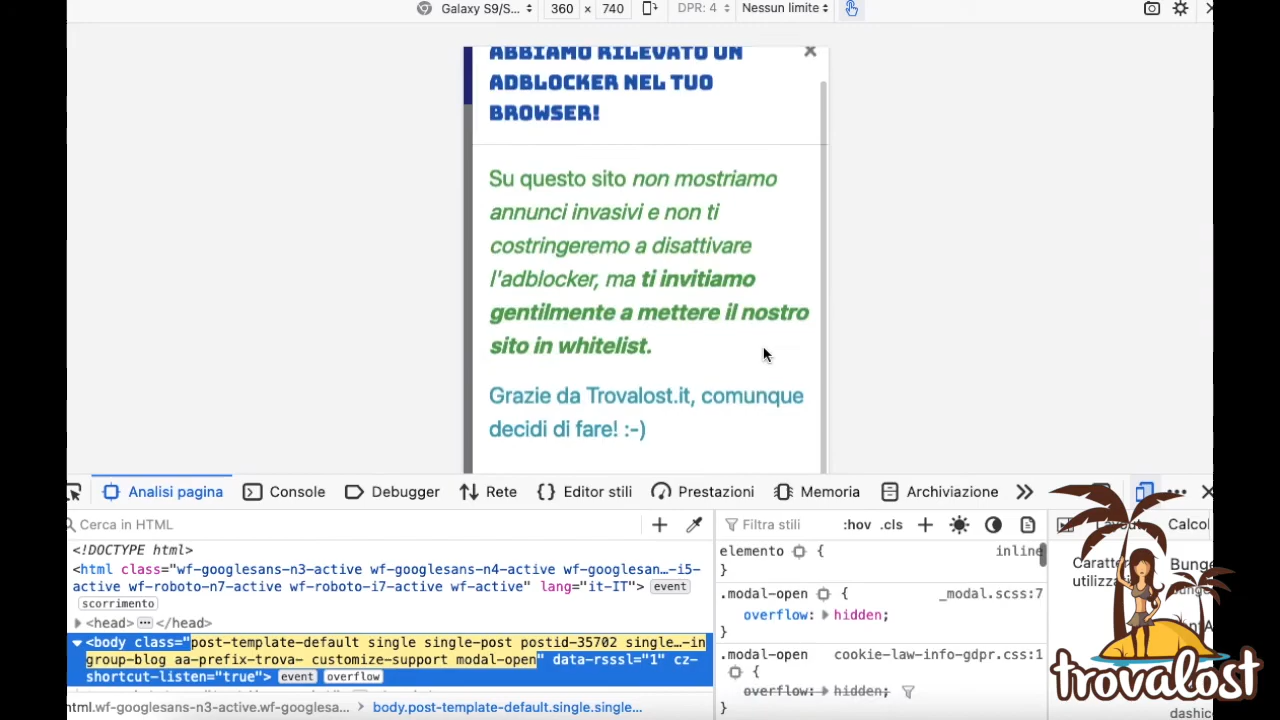 Galaxy S9/S... 360 × 740 DPR: 4 Nessun limite
ABBIAMO RILEVATO UN
ADBLOCKER NEL TUO
BROWSER!
Su questo sito non mostriamo
annunci invasivi e non ti
costringeremo a disattivare
l'adblocker, ma ti invitiamo
gentilmente a mettere il nostro
sito in whitelist.
Grazie da Trovalost.it, comunque
decidi di fare! :-)
Analisi pagina Console Debugger Rete Editor stili Prestazioni Memoria Archiviazione
Cerca in HTML
Filtra stili :hov .cls
Calcol
<!DOCTYPE html>
<html class="wf-googlesans-n3-active wf-googlesans-n4-active wf-googlesan…-i5-
active wf-roboto-n7-active wf-roboto-i7-active wf-active" lang="it-IT"> event
scorrimento
<head> ⋯ </head>
<body class="post-template-default single single-post postid-35702 single…-in
group-blog aa-prefix-trova- customize-support modal-open" data-rsssl="1" cz-
shortcut-listen="true"> event overflow
html.wf-googlesans-n3-active.wf-googlesa... > body.post-template-default.single.single...
elemento { inline
}
.modal-open { _modal.scss:7
overflow: hidden;
}
.modal-open cookie-law-info-gdpr.css:1
{
overflow: hidden;
}
utilizza
trovalost